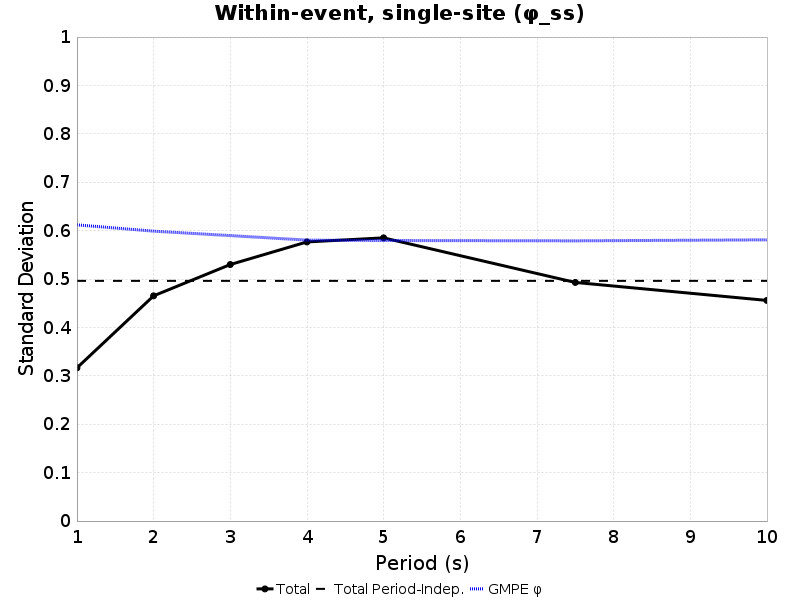 Within-event, single-site (φ_ss)
1
0.9
0.8
0.7
0.6
0.5
0.4
0.3
0.2
0.1
0
Standard Deviation
1 2 3 4 5 6 7 8 9 10
Period (s)
Total Total Period-Indep. GMPE φ